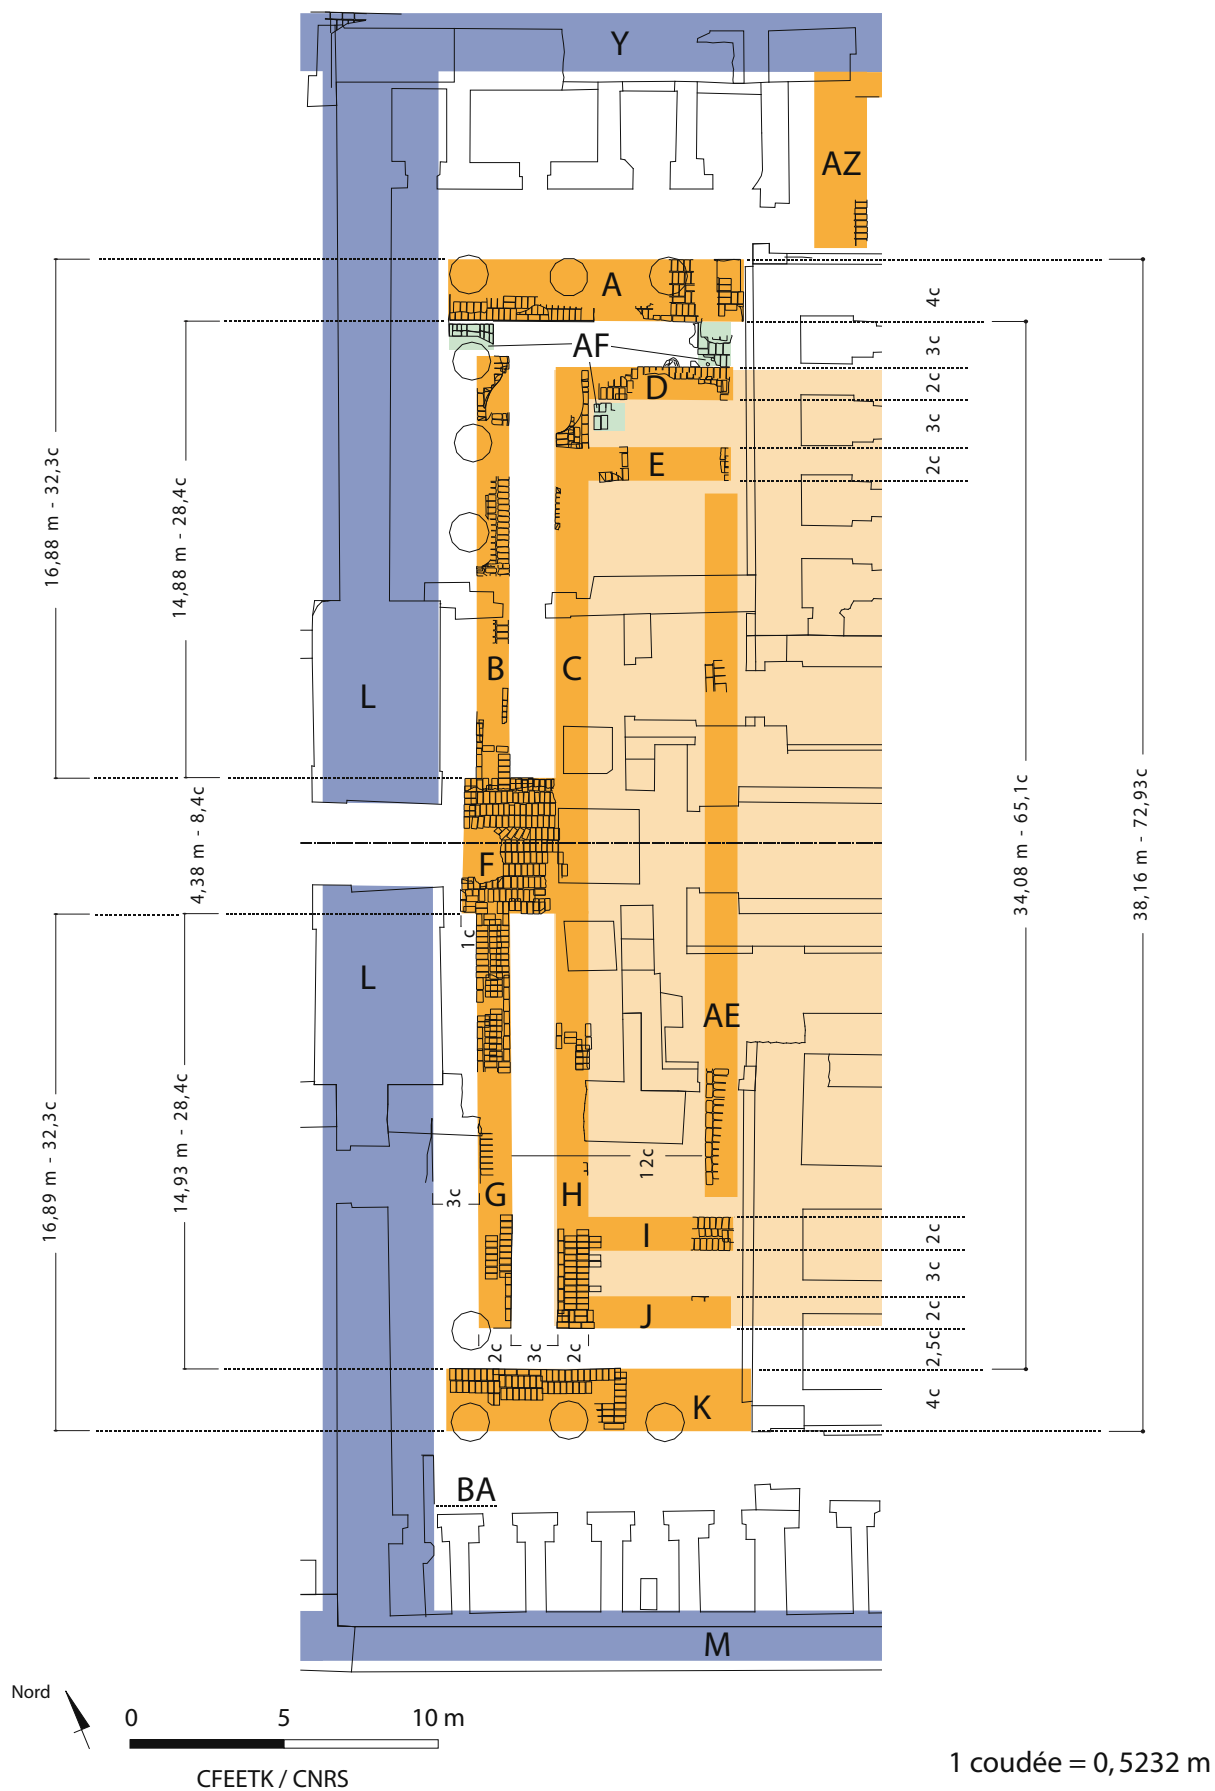 Y
AZ
A
4c
AF
3c
D
2c
3c
E
2c
16,88 m - 32,3c
14,88 m - 28,4c
B
C
L
4,38 m - 8,4c
F
34,08 m - 65,1c
38,16 m - 72,93c
1c
L
AE
16,89 m - 32,3c
14,93 m - 28,4c
12c
3c
G
H
I
2c
3c
J
2c
2c
3c
2c
2,5c
K
4c
BA
M
Nord
0 5 10 m
CFEETK / CNRS
1 coudée = 0,5232 m